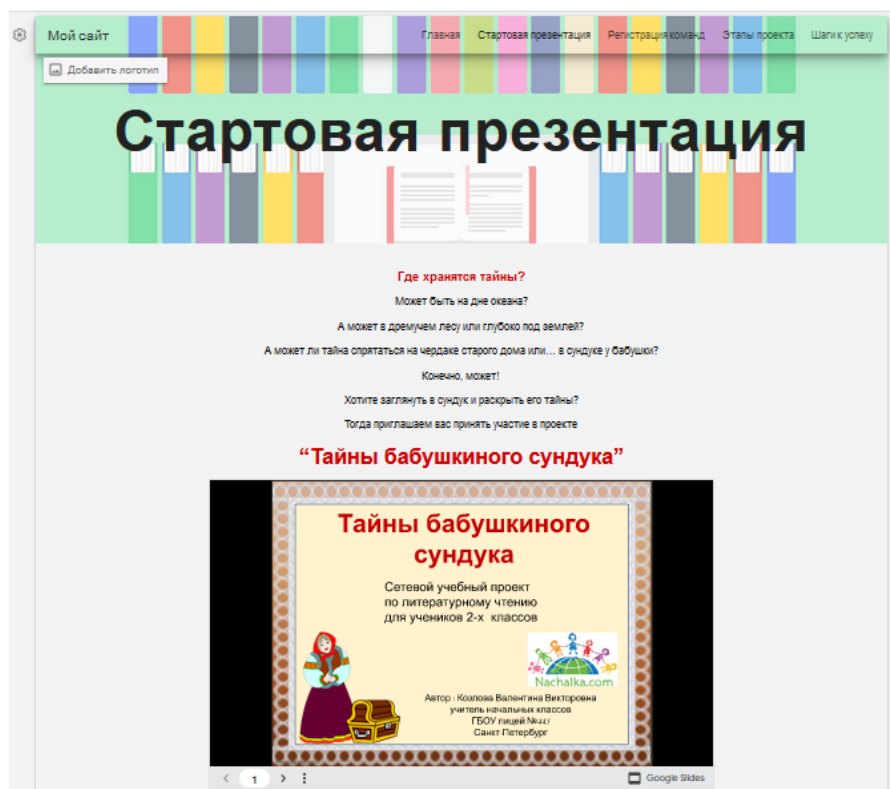 Мой сайт
Главная Стартовая презентация Регистрация команд Этапы проекта Шаги к успеху
Добавить логотип
Стартовая презентация
Где хранятся тайны?
Может быть на дне океана?
А может в дремучем лесу или глубоко под землей?
А может ли тайна спрятаться на чердаке старого дома или... в сундуке у бабушки?
Конечно, может!
Хотите заглянуть в сундук и раскрыть его тайны?
Тогда приглашаем вас принять участие в проекте
“Тайны бабушкиного сундука”
Тайны бабушкиного
сундука
Сетевой учебный проект
по литературному чтению
для учеников 2-х классов
Nachalka.com
Автор : Козлова Валентина Викторовна
учитель начальных классов
ГБОУ лицей
Санкт-Петербург
1
Google Slides